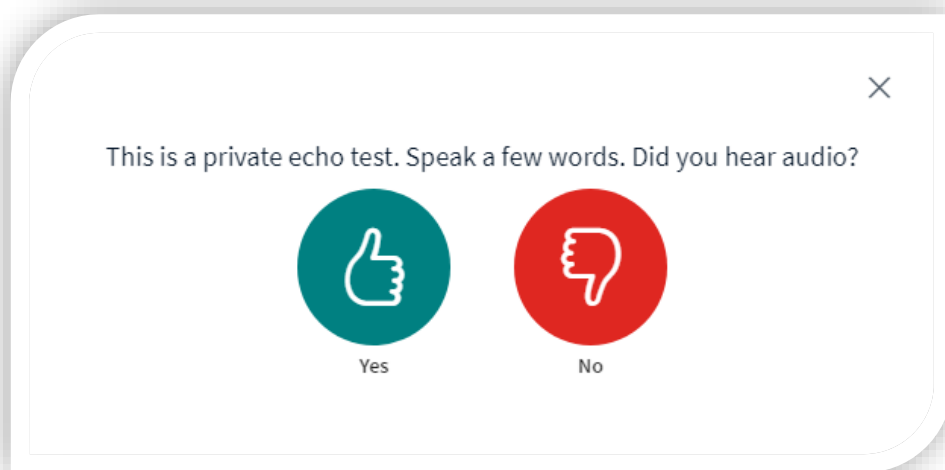 This is a private echo test. Speak a few words. Did you hear audio?
Yes
No